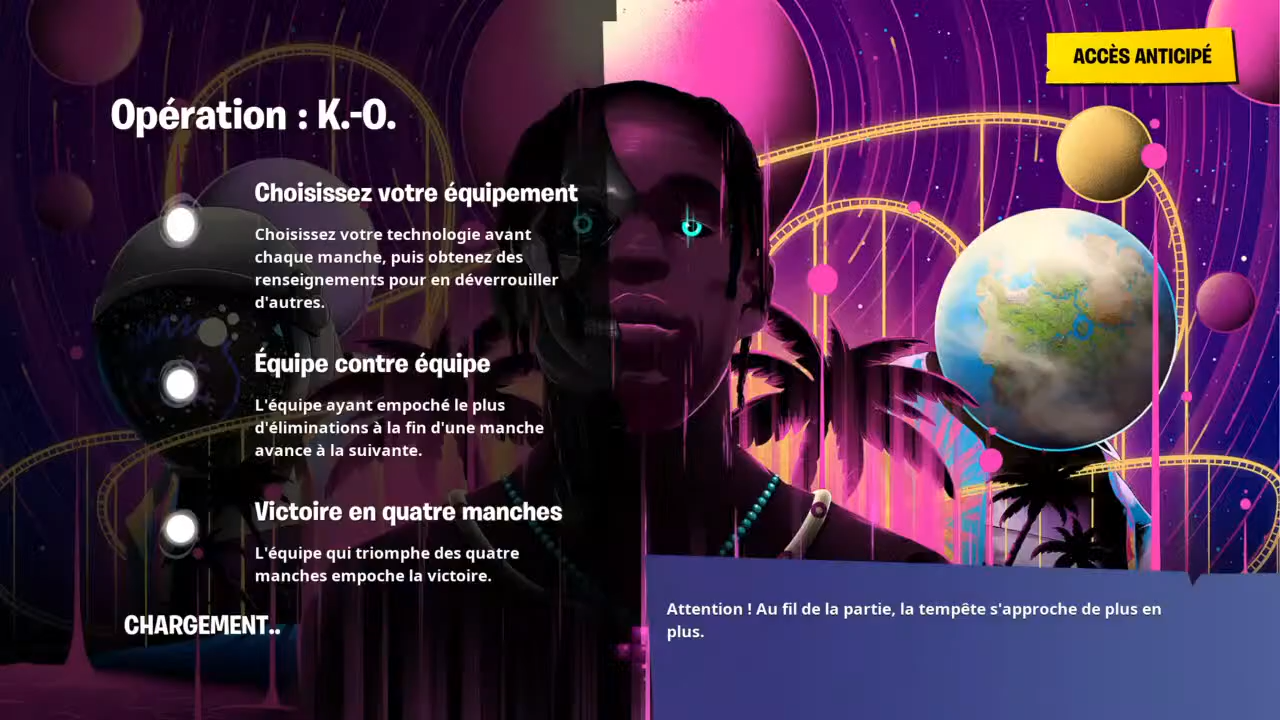 ACCÈS ANTICIPÉ
Opération : K.-O.
Choisissez votre équipement
Choisissez votre technologie avant
chaque manche, puis obtenez des
renseignements pour en déverrouiller
d'autres.
Équipe contre équipe
L'équipe ayant empoché le plus
d'éliminations à la fin d'une manche
avance à la suivante.
Victoire en quatre manches
L'équipe qui triomphe des quatre
manches empoche la victoire.
CHARGEMENT..
Attention ! Au fil de la partie, la tempête s'approche de plus en
plus.